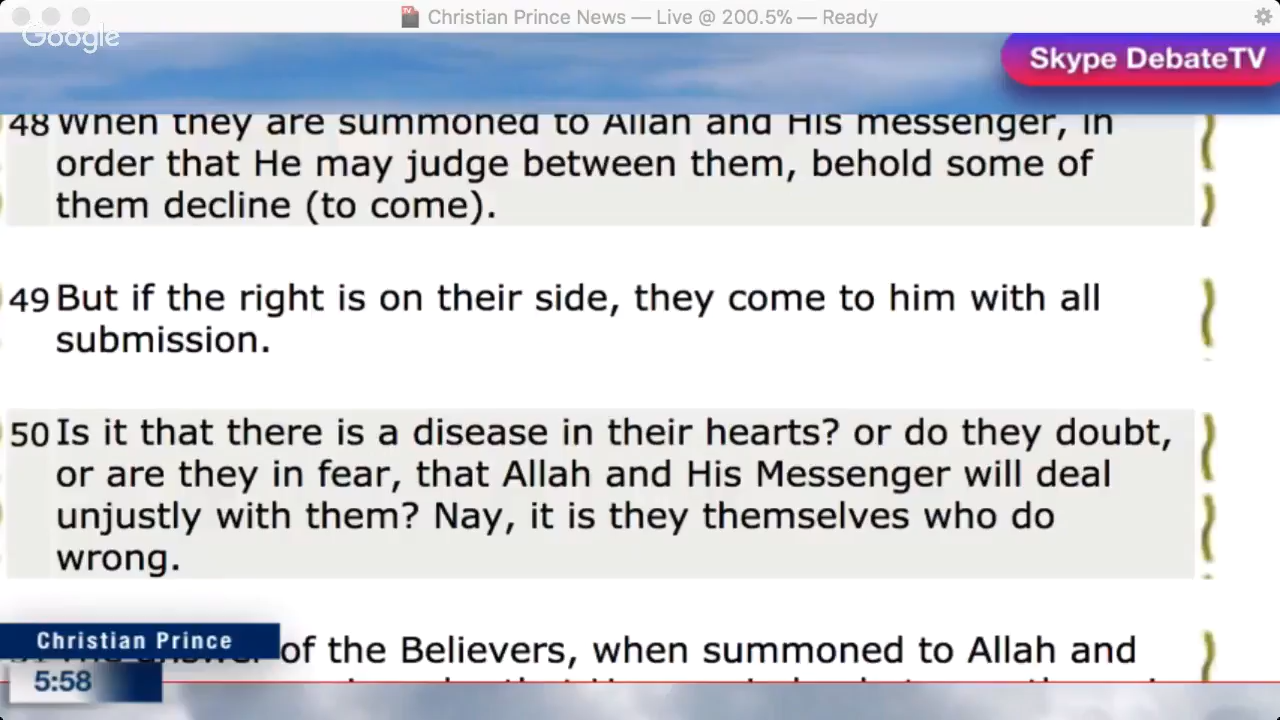 Christian Prince News — Live @ 200.5% — Ready
Google
Skype DebateTV
48 When they are summoned to Allah and His messenger, in
order that He may judge between them, behold some of
them decline (to come).
49 But if the right is on their side, they come to him with all
submission.
50 Is it that there is a disease in their hearts? or do they doubt,
or are they in fear, that Allah and His Messenger will deal
unjustly with them? Nay, it is they themselves who do
wrong.
of the Believers, when summoned to Allah and
Christian Prince
5:58